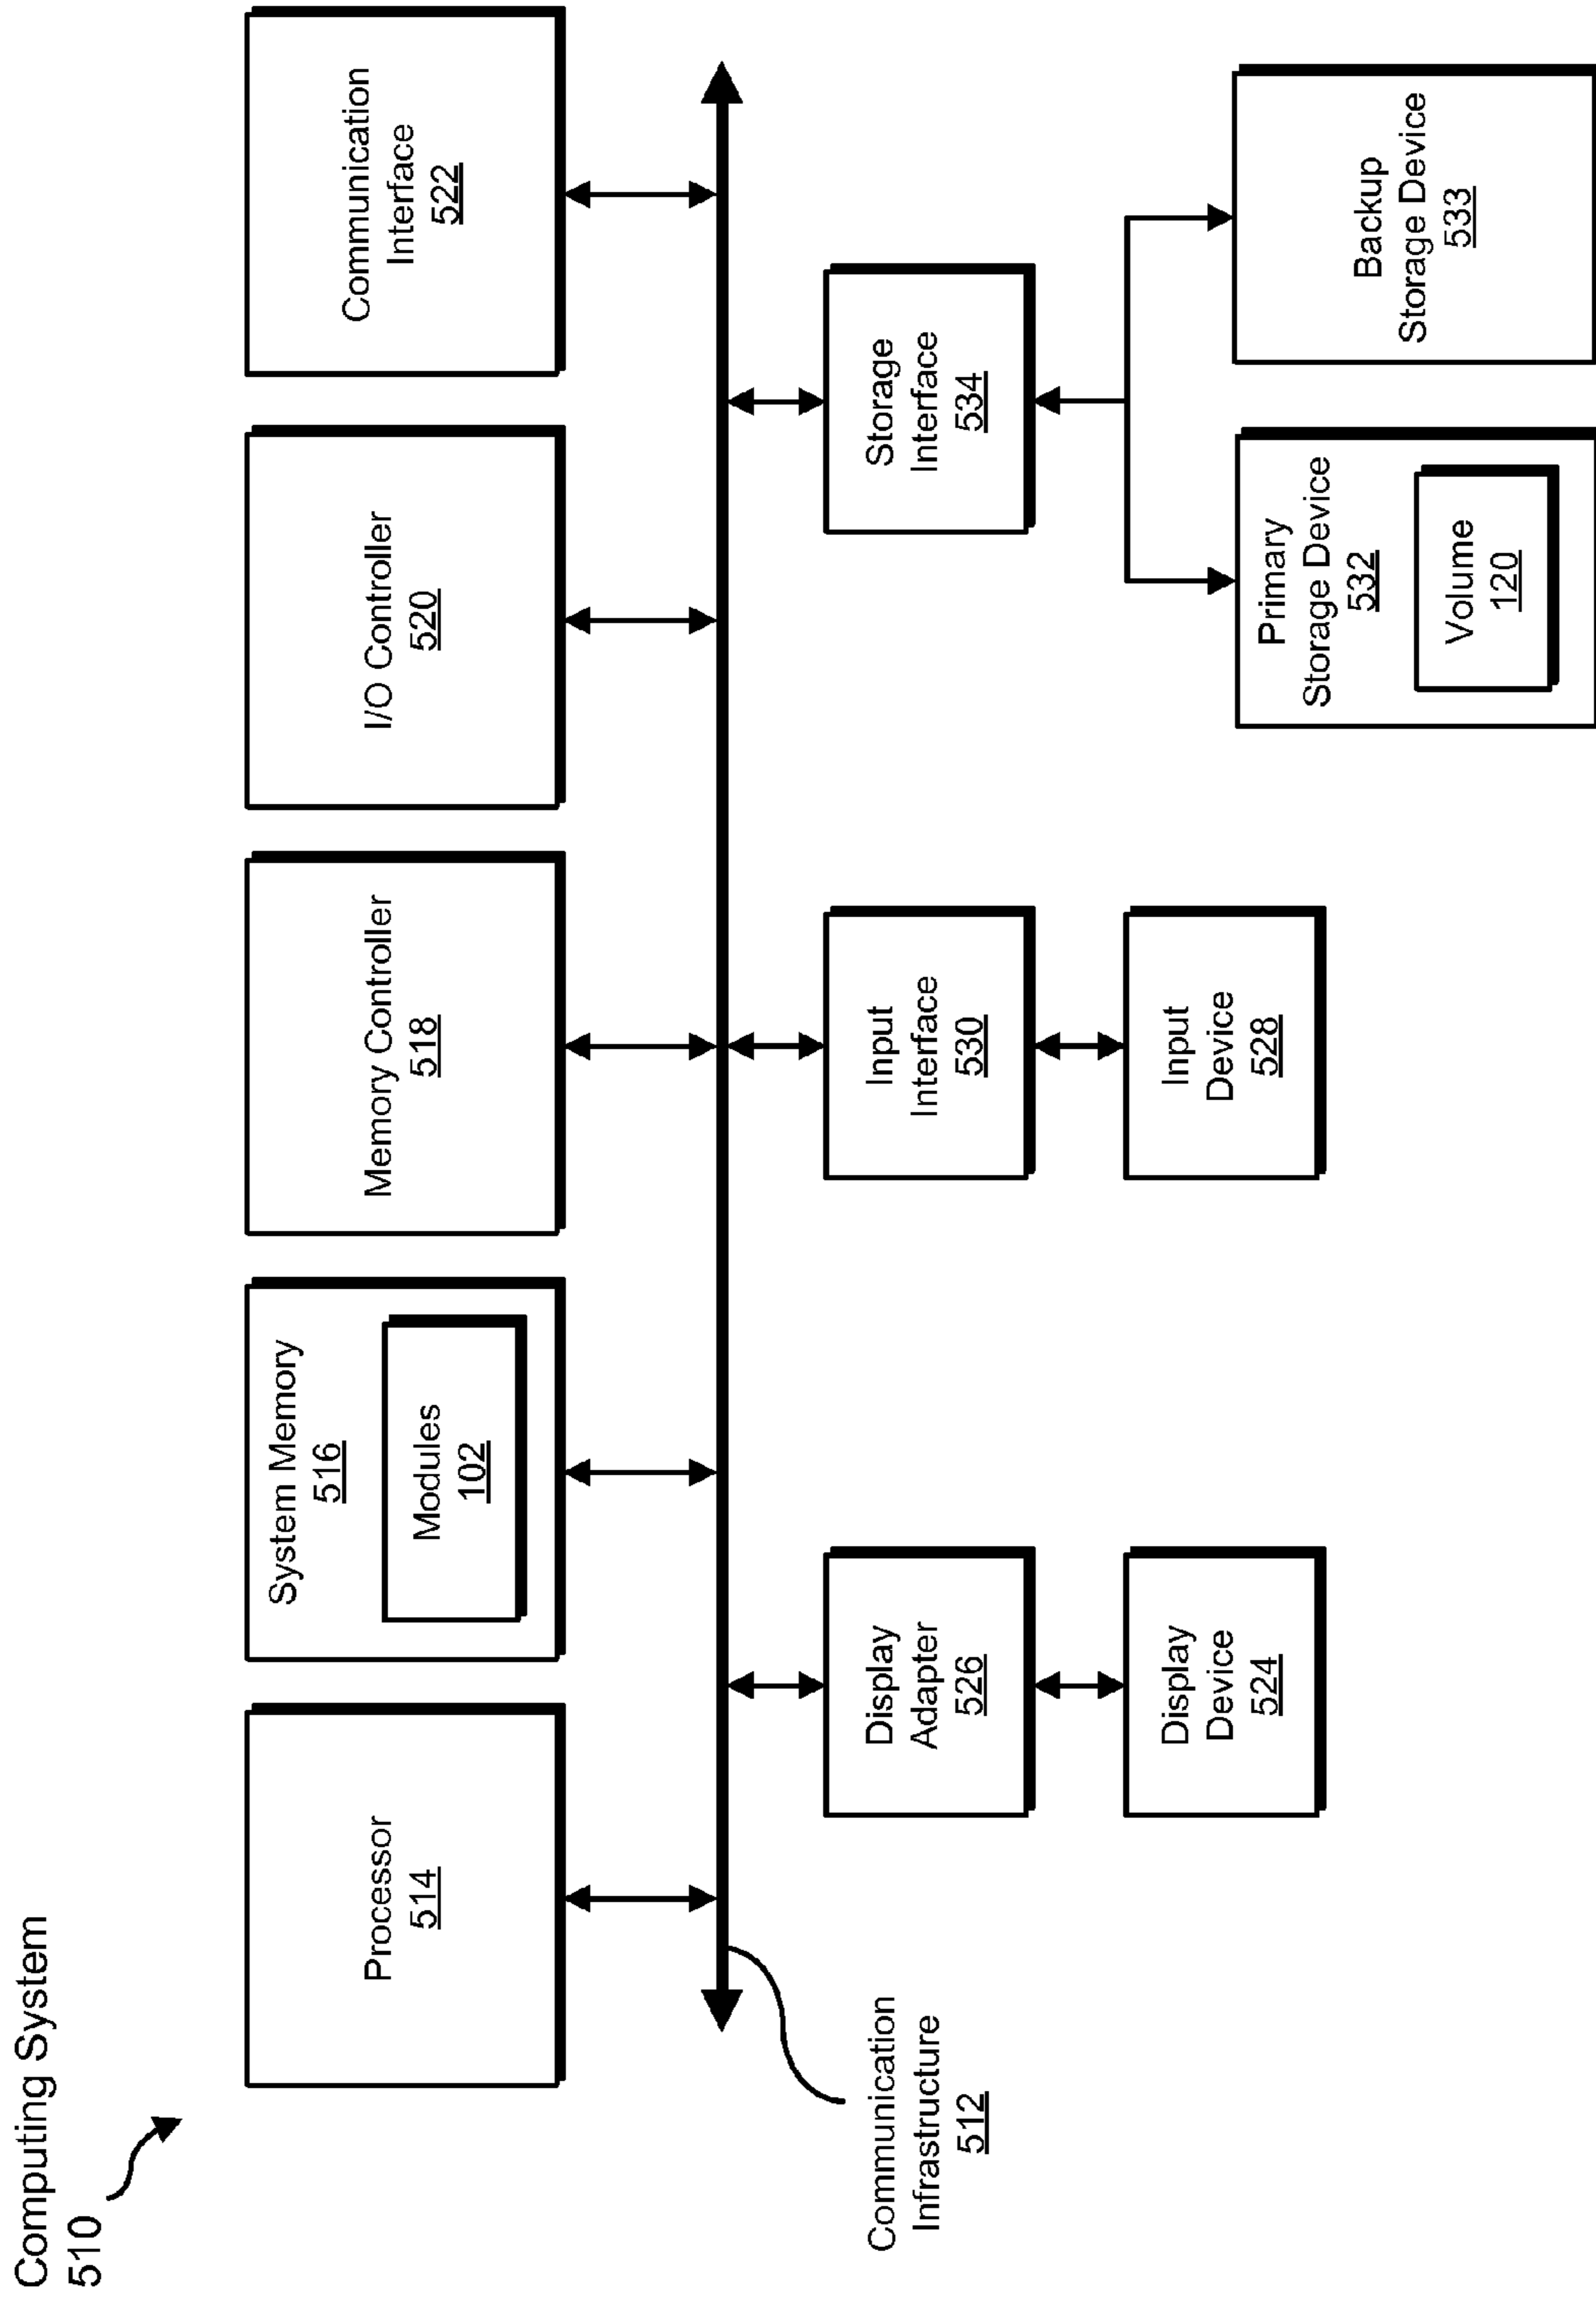 Computing System
510
Processor
514
System Memory
516
Modules
102
Memory Controller
518
I/O Controller
520
Communication
Interface
522
Communication
Infrastructure
512
Display
Adapter
526
Input
Interface
530
Storage
Interface
534
Display
Device
524
Input
Device
528
Primary
Storage Device
532
Volume
120
Backup
Storage Device
533